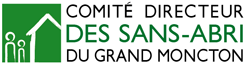 COMITÉ DIRECTEUR
DES SANS-ABRI
DU GRAND MONCTON